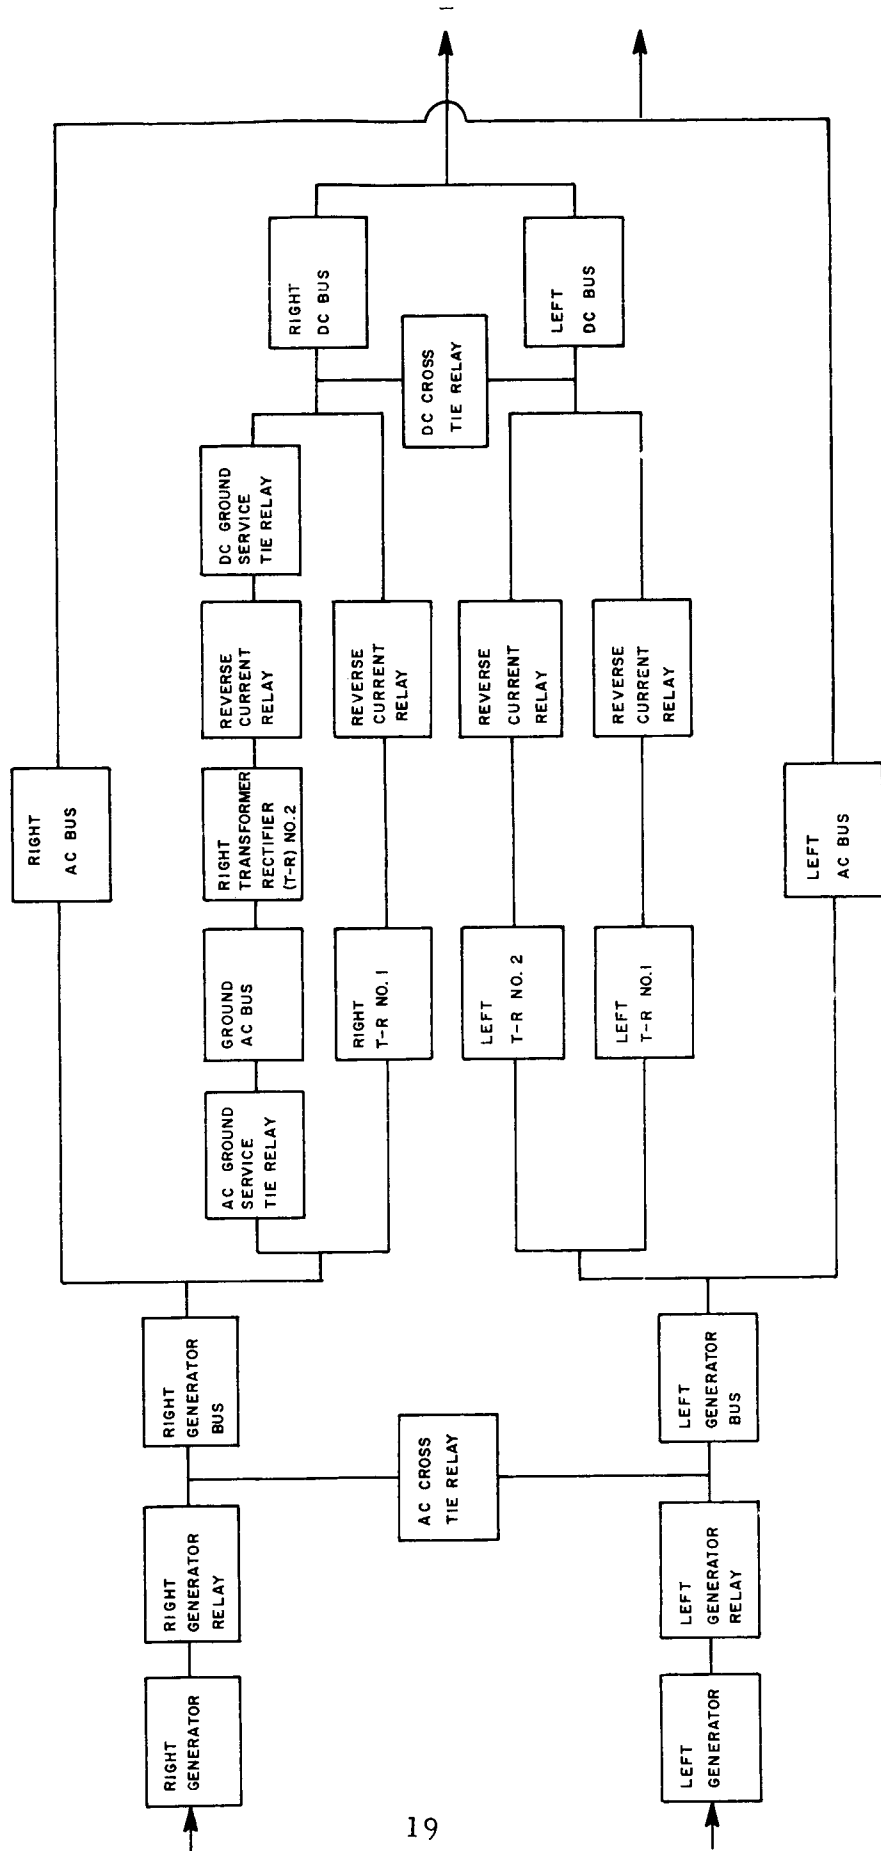 RIGHT
AC BUS
RIGHT
DC BUS
DC CROSS
TIE RELAY
LEFT
DC BUS
DC GROUND
SERVICE
TIE RELAY
REVERSE
CURRENT
RELAY
REVERSE
CURRENT
RELAY
REVERSE
CURRENT
RELAY
REVERSE
CURRENT
RELAY
RIGHT
TRANSFORMER
RECTIFIER
(T-R) NO.2
LEFT
AC BUS
GROUND
AC BUS
RIGHT
T-R NO.1
LEFT
T-R NO.2
LEFT
T-R NO.1
AC GROUND
SERVICE
TIE RELAY
RIGHT
GENERATOR
BUS
LEFT
GENERATOR
BUS
AC CROSS
TIE RELAY
RIGHT
GENERATOR
RELAY
LEFT
GENERATOR
RELAY
RIGHT
GENERATOR
LEFT
GENERATOR
19